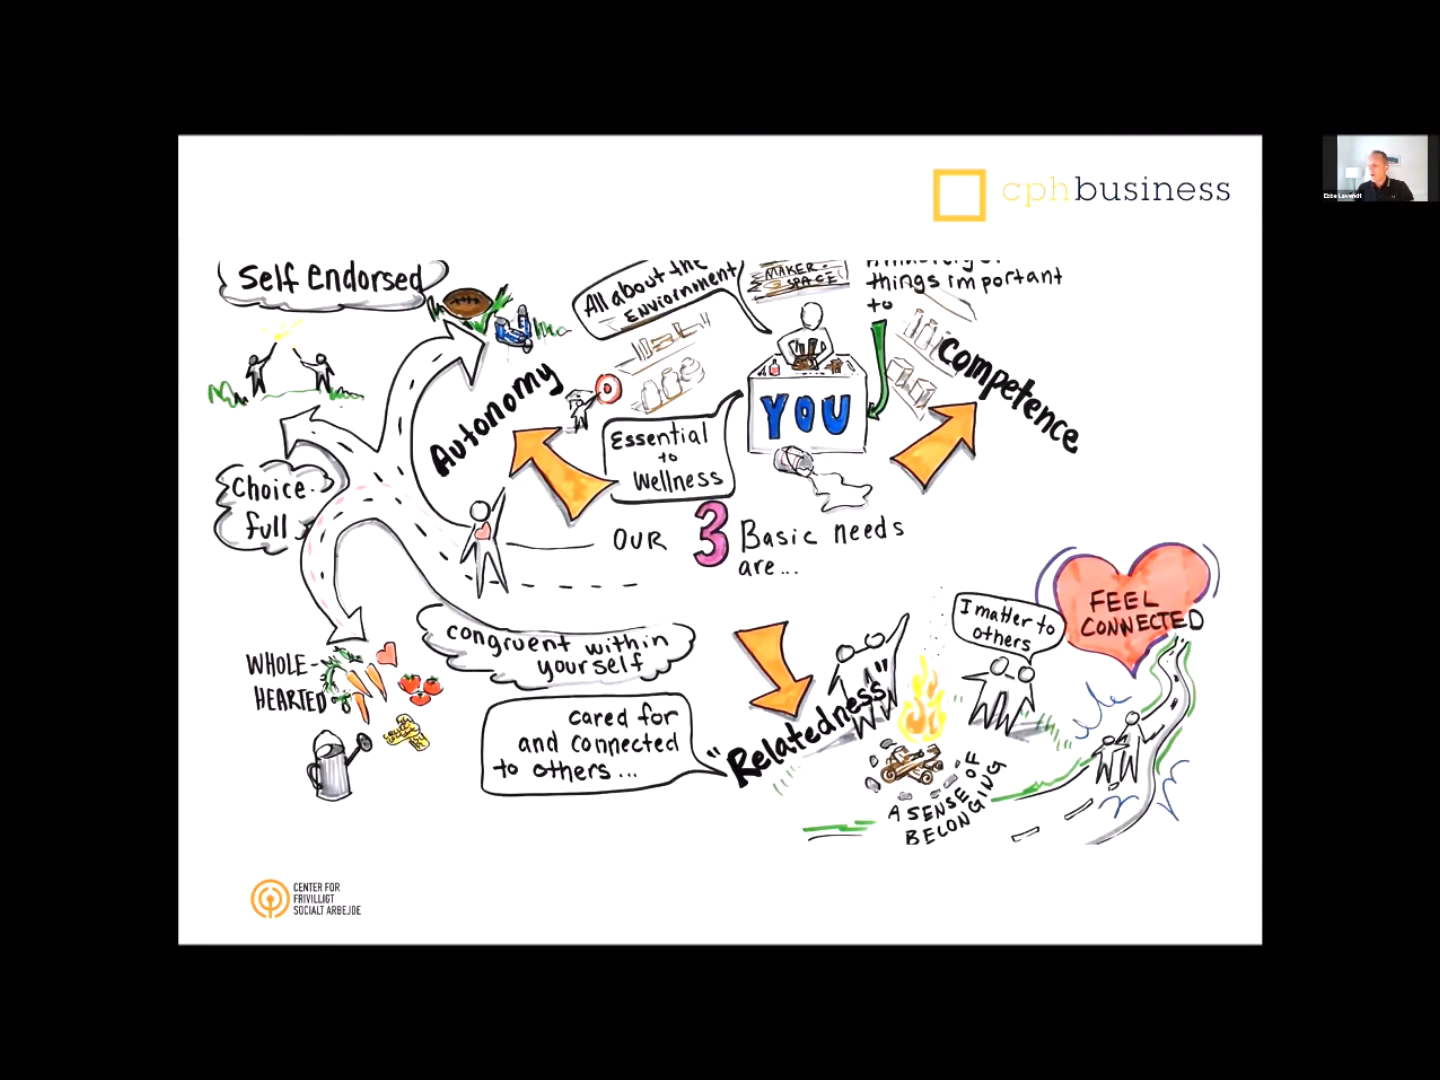 cphbusiness
Self Endorsed
All about the
Enviornment
MAKER-
SPACE
things important
to
Autonomy
Competence
YOU
Essential
to
Wellness
Choice-
full
OUR 3 Basic needs
are...
FEEL
CONNECTED
I matter to
others
congruent within
yourself
WHOLE-
HEARTED
cared for
and connected
to others...
"Relatedness"
A SENSE OF
BELONGING
CENTER FOR
FRIVILLIGT
SOCIALT ARBEJDE